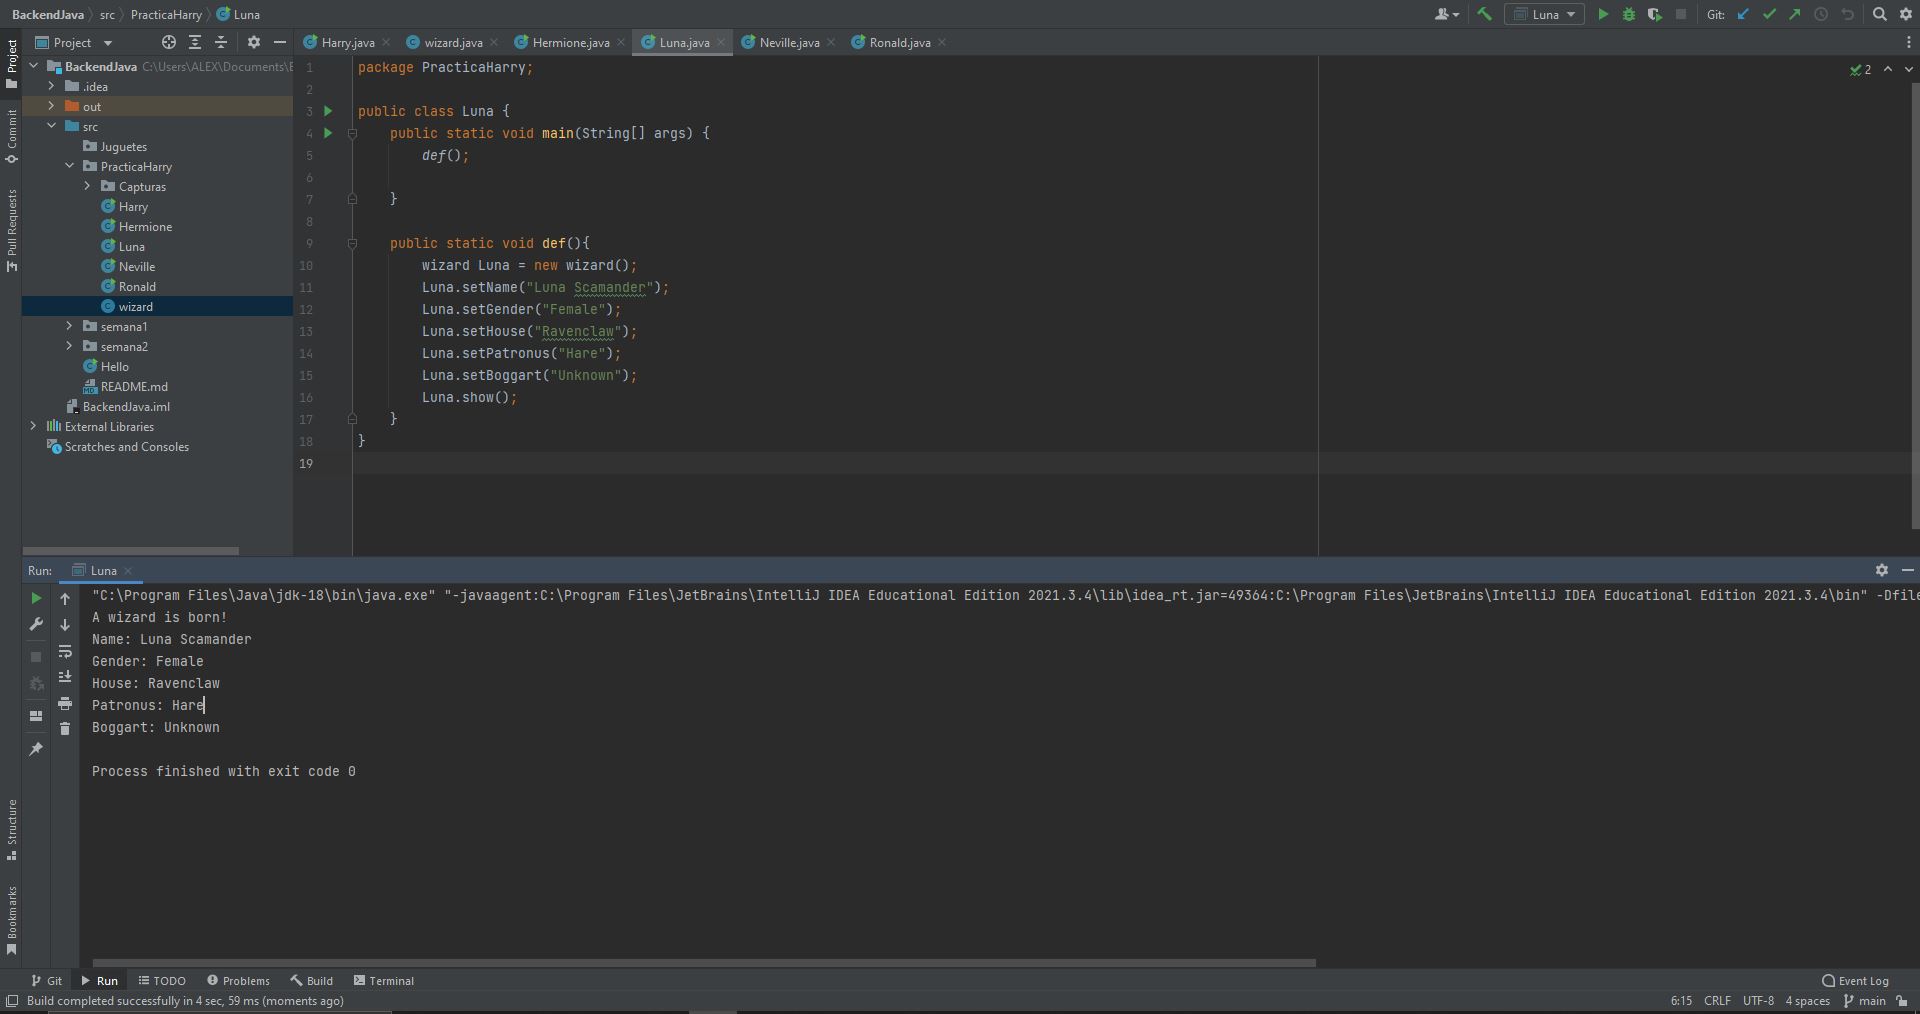 BackendJava src PracticaHarry Luna
Luna Git:
Project
Harry.java wizard.java Hermione.java Luna.java Neville.java Ronald.java
Project
Commit
Pull Requests
Structure
Bookmarks
BackendJava C:\Users\ALEX\Documents\
.idea
out
src
Juguetes
PracticaHarry
Capturas
Harry
Hermione
Luna
Neville
Ronald
wizard
semana1
semana2
Hello
README.md
BackendJava.iml
External Libraries
Scratches and Consoles
2
1 package PracticaHarry;
2
3 public class Luna {
4 public static void main(String[] args) {
5 def();
6
7 }
8
9 public static void def(){
10 wizard Luna = new wizard();
11 Luna.setName("Luna Scamander");
12 Luna.setGender("Female");
13 Luna.setHouse("Ravenclaw");
14 Luna.setPatronus("Hare");
15 Luna.setBoggart("Unknown");
16 Luna.show();
17 }
18 }
19
Run: Luna
"C:\Program Files\Java\jdk-18\bin\java.exe" "-javaagent:C:\Program Files\JetBrains\IntelliJ IDEA Educational Edition 2021.3.4\lib\idea_rt.jar=49364:C:\Program Files\JetBrains\IntelliJ IDEA Educational Edition 2021.3.4\bin" -Dfile
A wizard is born!
Name: Luna Scamander
Gender: Female
House: Ravenclaw
Patronus: Hare
Boggart: Unknown
Process finished with exit code 0
Git Run TODO Problems Build Terminal Event Log
Build completed successfully in 4 sec, 59 ms (moments ago) 6:15 CRLF UTF-8 4 spaces main